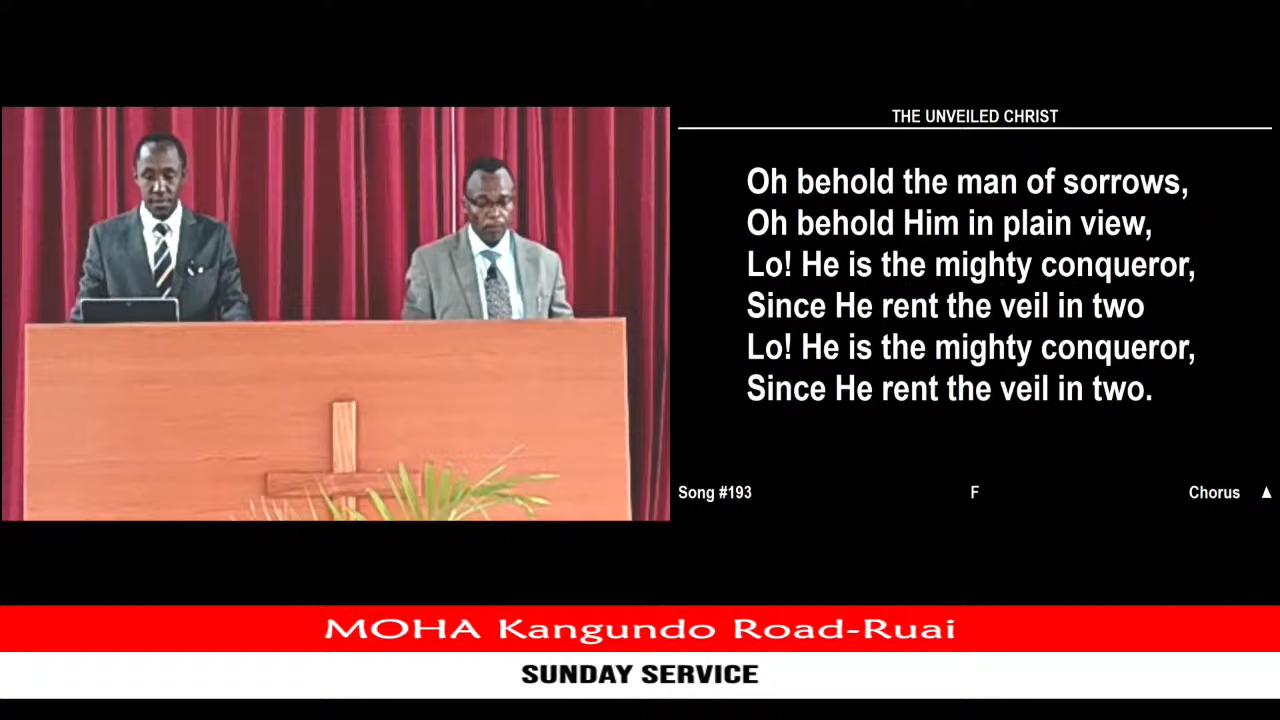 THE UNVEILED CHRIST
Oh behold the man of sorrows,
Oh behold Him in plain view,
Lo! He is the mighty conqueror,
Since He rent the veil in two
Lo! He is the mighty conqueror,
Since He rent the veil in two.
Song #193 F Chorus ▲
MOHA Kangundo Road-Ruai
SUNDAY SERVICE